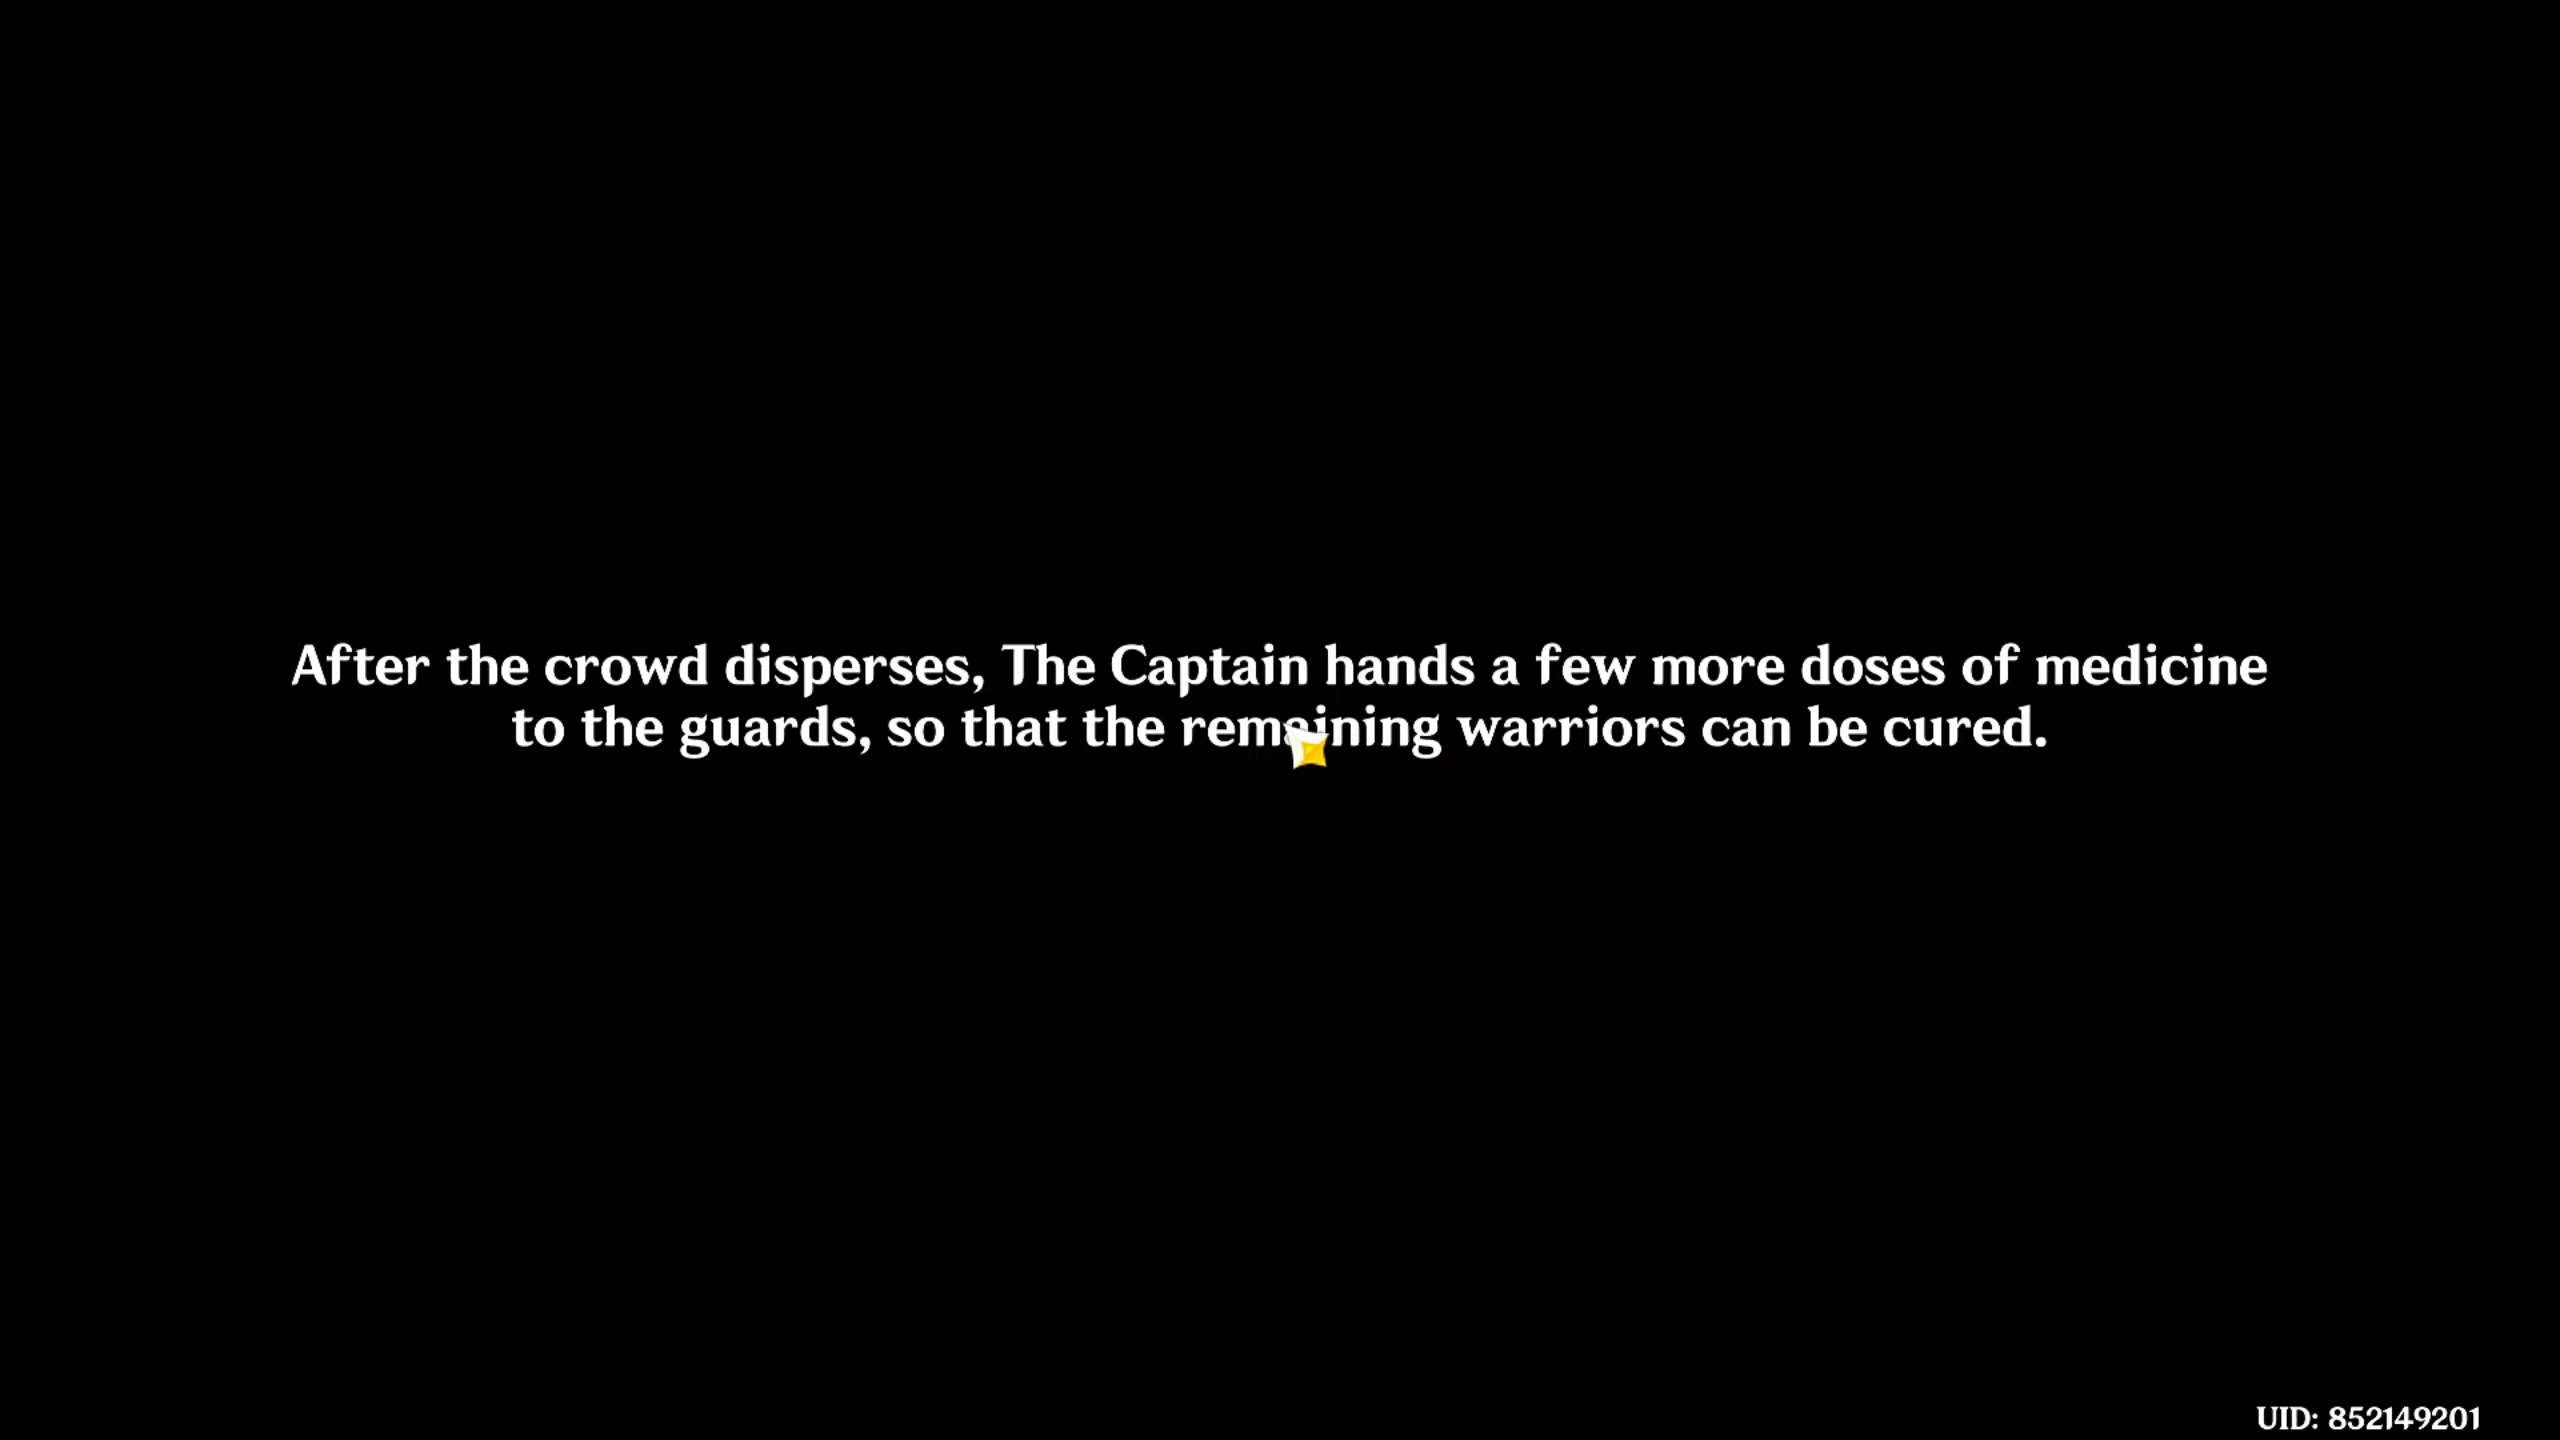 After the crowd disperses, The Captain hands a few more doses of medicine
to the guards, so that the remaining warriors can be cured.
UID: 852149201